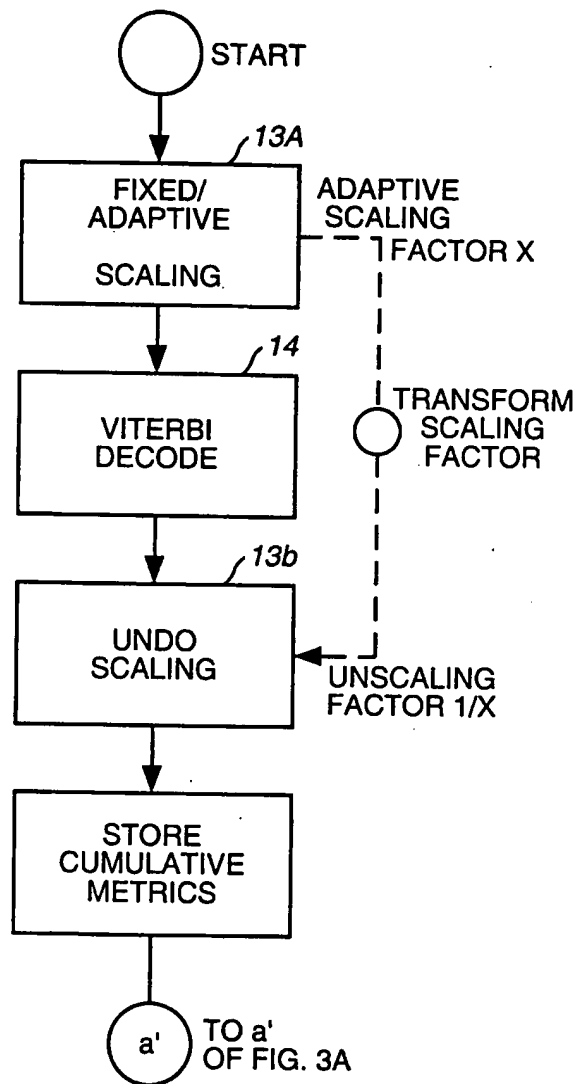 START
13A
FIXED/
ADAPTIVE
SCALING
ADAPTIVE
SCALING
FACTOR X
14
VITERBI
DECODE
TRANSFORM
SCALING
FACTOR
13b
UNDO
SCALING
UNSCALING
FACTOR 1/X
STORE
CUMULATIVE
METRICS
a'
TO a'
OF FIG. 3A